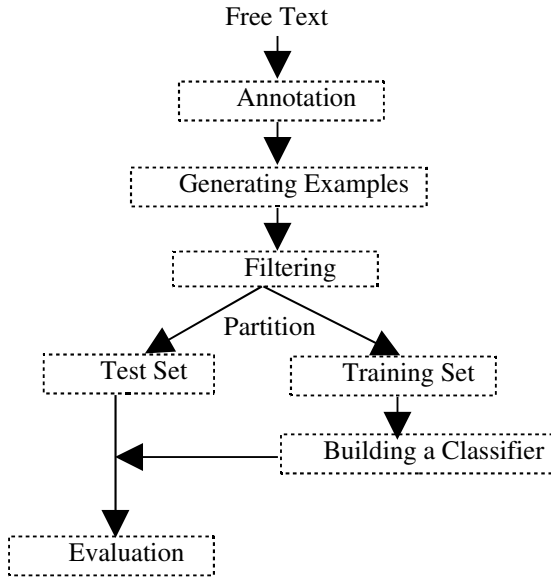 Free Text
Annotation
Generating Examples
Filtering
Partition
Test Set
Training Set
Building a Classifier
Evaluation